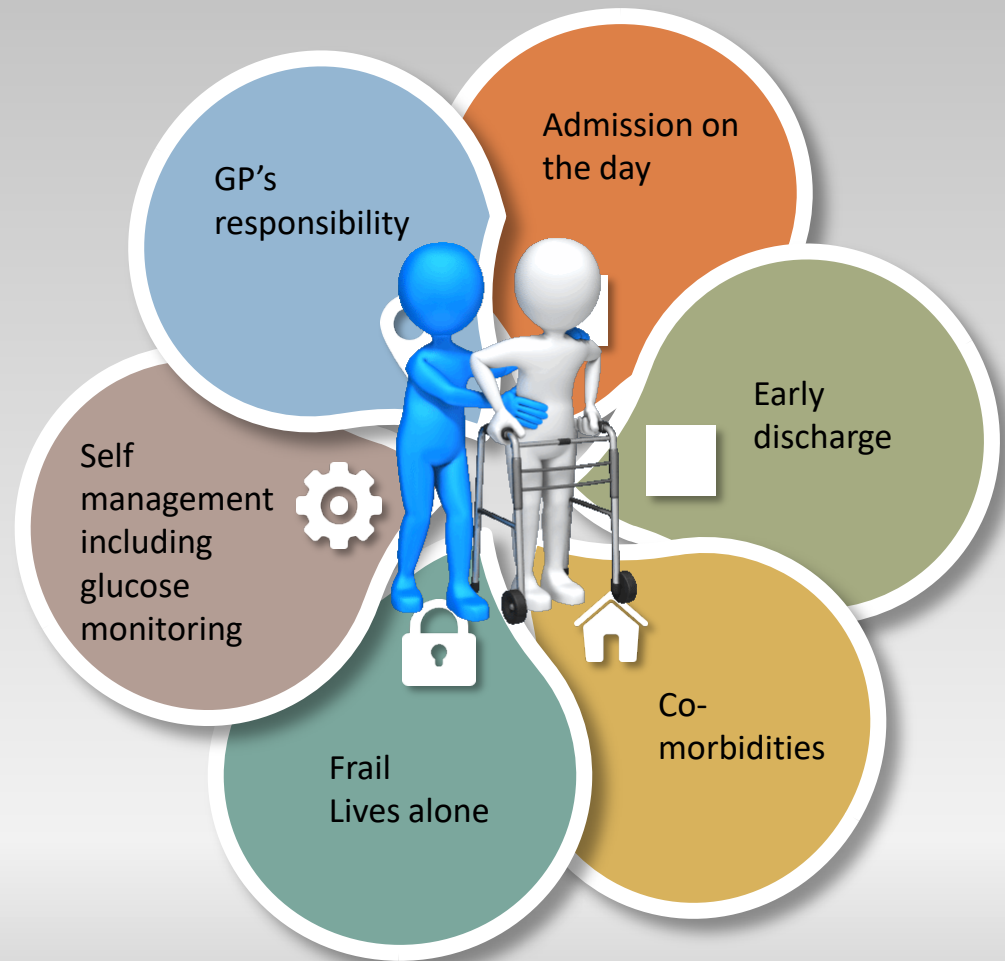 GP’s
responsibility
Admission on
the day
Early
discharge
Co-
morbidities
Frail
Lives alone
Self
management
including
glucose
monitoring